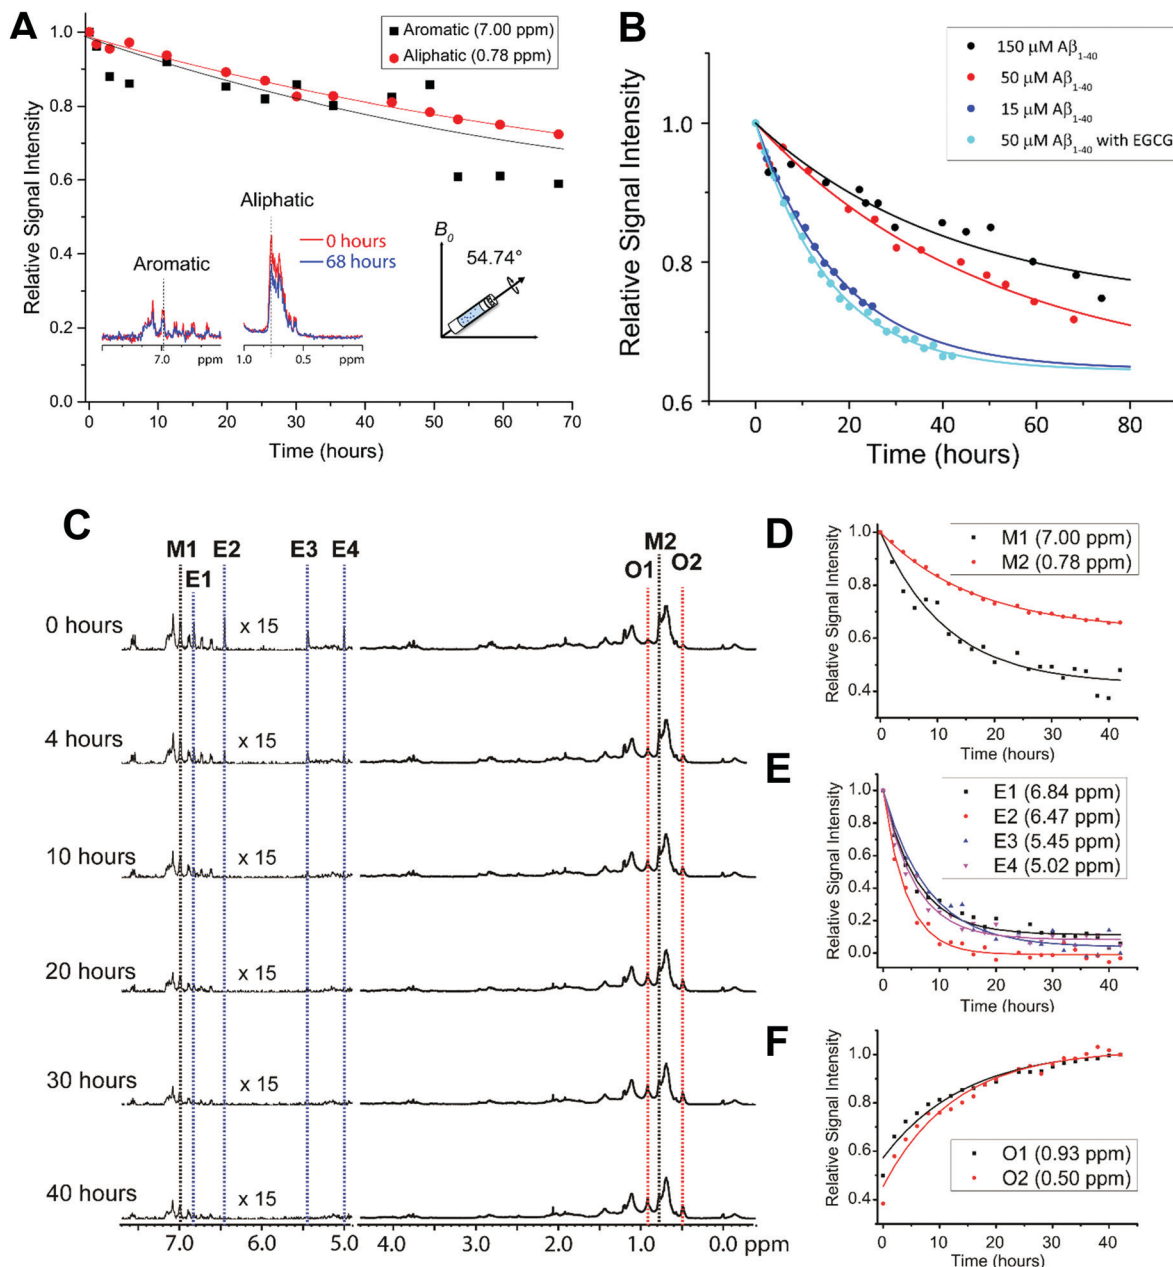 A
Relative Signal Intensity
1.0
0.8
0.6
0.4
0.2
0.0
Aromatic (7.00 ppm)
Aliphatic (0.78 ppm)
Aliphatic
0 hours
68 hours
Aromatic
7.0
ppm
1.0
0.5
ppm
B₀
54.74°
0
10
20
30
40
50
60
70
Time (hours)
B
Relative Signal Intensity
1.0
0.8
0.6
150 μM Aβ₁₋₄₀
50 μM Aβ₁₋₄₀
15 μM Aβ₁₋₄₀
50 μM Aβ₁₋₄₀ with EGCG
0
20
40
60
80
Time (hours)
C
M1
E1
E2
E3
E4
O1
M2
O2
0 hours
x 15
4 hours
x 15
10 hours
x 15
20 hours
x 15
30 hours
x 15
40 hours
x 15
7.0
6.0
5.0
4.0
3.0
2.0
1.0
0.0
ppm
D
Relative Signal Intensity
1.0
0.8
0.6
0.4
M1 (7.00 ppm)
M2 (0.78 ppm)
0
10
20
30
40
Time (hours)
E
Relative Signal Intensity
1.0
0.8
0.6
0.4
0.2
0.0
E1 (6.84 ppm)
E2 (6.47 ppm)
E3 (5.45 ppm)
E4 (5.02 ppm)
0
10
20
30
40
Time (hours)
F
Relative Signal Intensity
1.0
0.8
0.6
0.4
O1 (0.93 ppm)
O2 (0.50 ppm)
0
10
20
30
40
Time (hours)